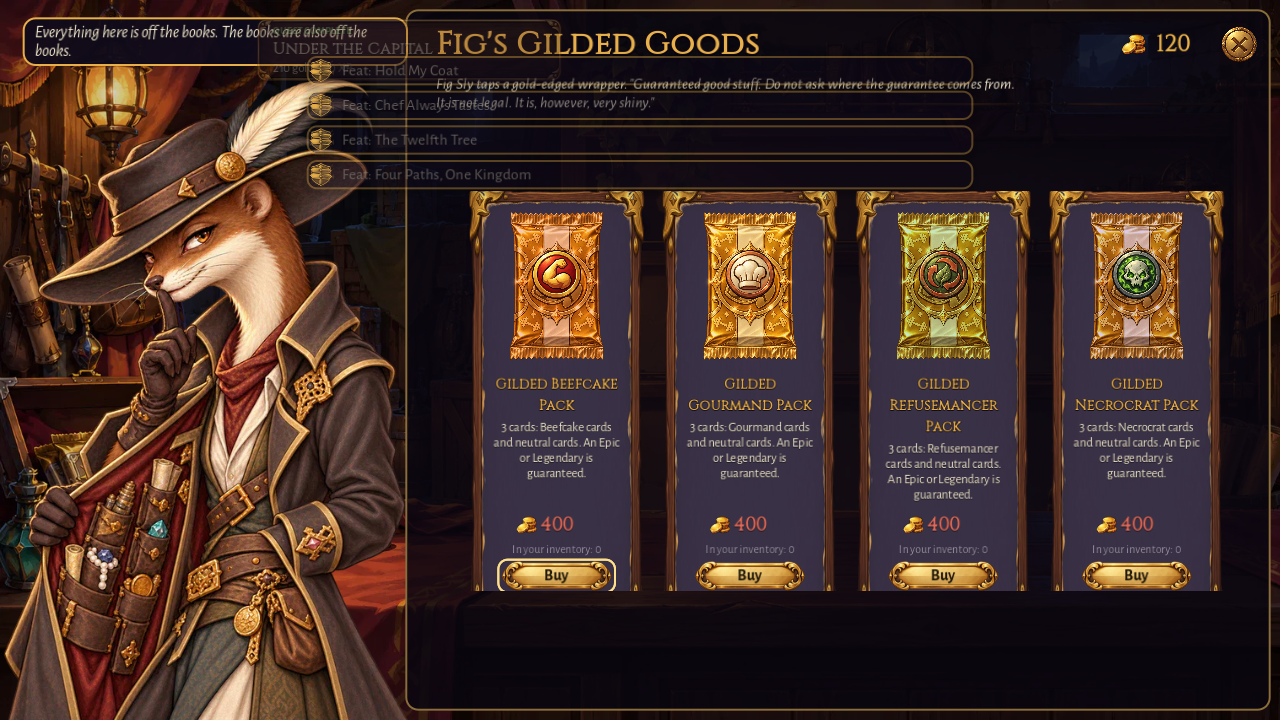 Everything here is off the books. The books are also off the
books.
UNDER THE CAPITAL
FIG'S GILDED GOODS
120
Feat: Hold My Coat
Fig Sly taps a gold-edged wrapper. "Guaranteed good stuff. Do not ask where the guarantee comes from.
It is not legal. It is, however, very shiny."
Feat: Chef Always
Feat: The Twelfth Tree
Feat: Four Paths, One Kingdom
GILDED BEEFCAKE
PACK
3 cards: Beefcake cards
and neutral cards. An Epic
or Legendary is
guaranteed.
400
In your inventory: 0
Buy
GILDED
GOURMAND PACK
3 cards: Gourmand cards
and neutral cards. An Epic
or Legendary is
guaranteed.
400
In your inventory: 0
Buy
GILDED
REFUSEMANCER
PACK
3 cards: Refusemancer
cards and neutral cards.
An Epic or Legendary is
guaranteed.
400
In your inventory: 0
Buy
GILDED
NECROCRAT PACK
3 cards: Necrocrat cards
and neutral cards. An Epic
or Legendary is
guaranteed.
400
In your inventory: 0
Buy